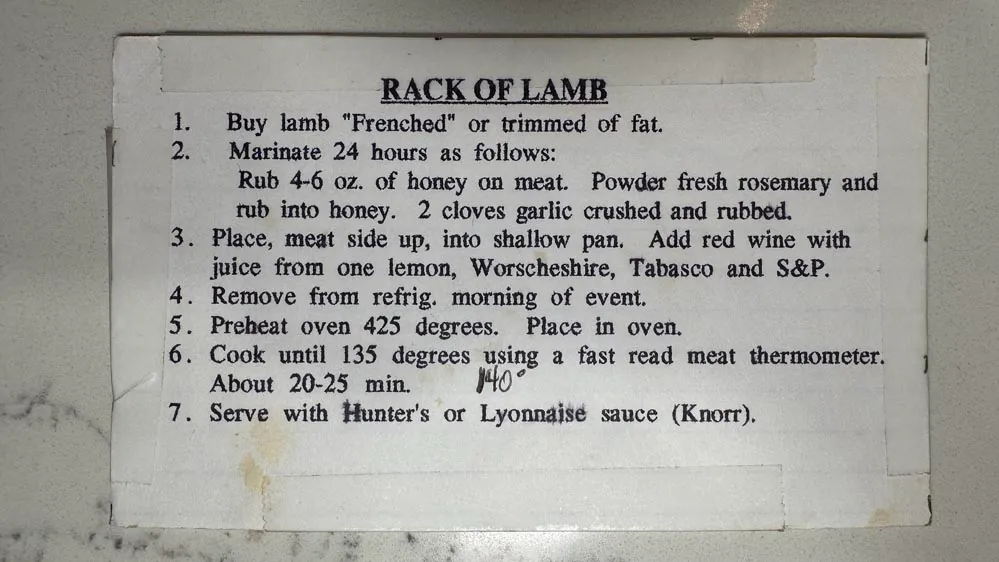 RACK OF LAMB
1. Buy lamb "Frenched" or trimmed of fat.
2. Marinate 24 hours as follows:
Rub 4-6 oz. of honey on meat. Powder fresh rosemary and
rub into honey. 2 cloves garlic crushed and rubbed.
3. Place, meat side up, into shallow pan. Add red wine with
juice from one lemon, Worscheshire, Tabasco and S&P.
4. Remove from refrig. morning of event.
5. Preheat oven 425 degrees. Place in oven.
6. Cook until 135 degrees using a fast read meat thermometer.
About 20-25 min. 140°
7. Serve with Hunter's or Lyonnaise sauce (Knorr).